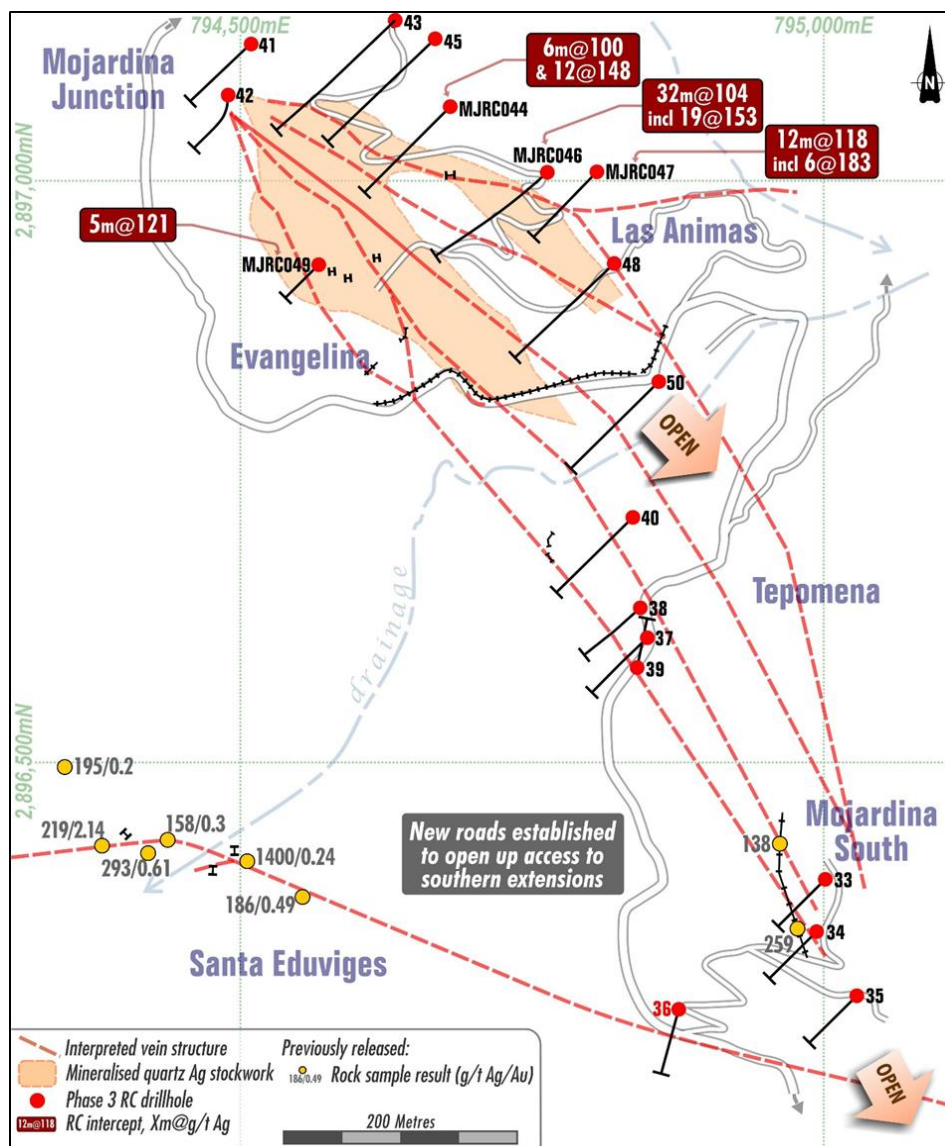 794,500mE
795,000mE
43
41
45
Mojardina
Junction
42
6m@100
& 12@148
MJRC044
32m@104
incl 19@153
N
12m@118
incl 6@183
MJRC046
MJRC047
2,897,000mN
5m@121
MJRC049
Las Animas
48
Evangelina
50
OPEN
40
drainage
Tepomena
38
37
39
2,896,500mN
195/0.2
219/2.14
158/0.3
293/0.61
1400/0.24
186/0.49
New roads established
to open up access to
southern extensions
Mojardina
South
138
33
259
34
Santa Eduviges
36
35
OPEN
Interpreted vein structure
Mineralised quartz Ag stockwork
Phase 3 RC drillhole
12m@118
RC intercept, Xm@g/t Ag
Previously released:
186/0.49
Rock sample result (g/t Ag/Au)
200 Metres